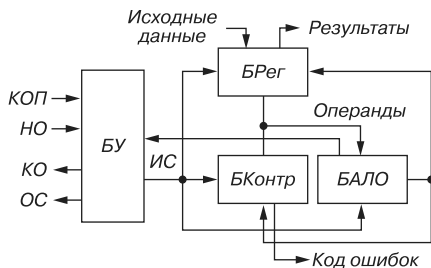 Исходные
данные
Результаты
БРег
КОП
НО
КО
ОС
БУ
ИС
Операнды
БКонтр
БАЛО
Код ошибок